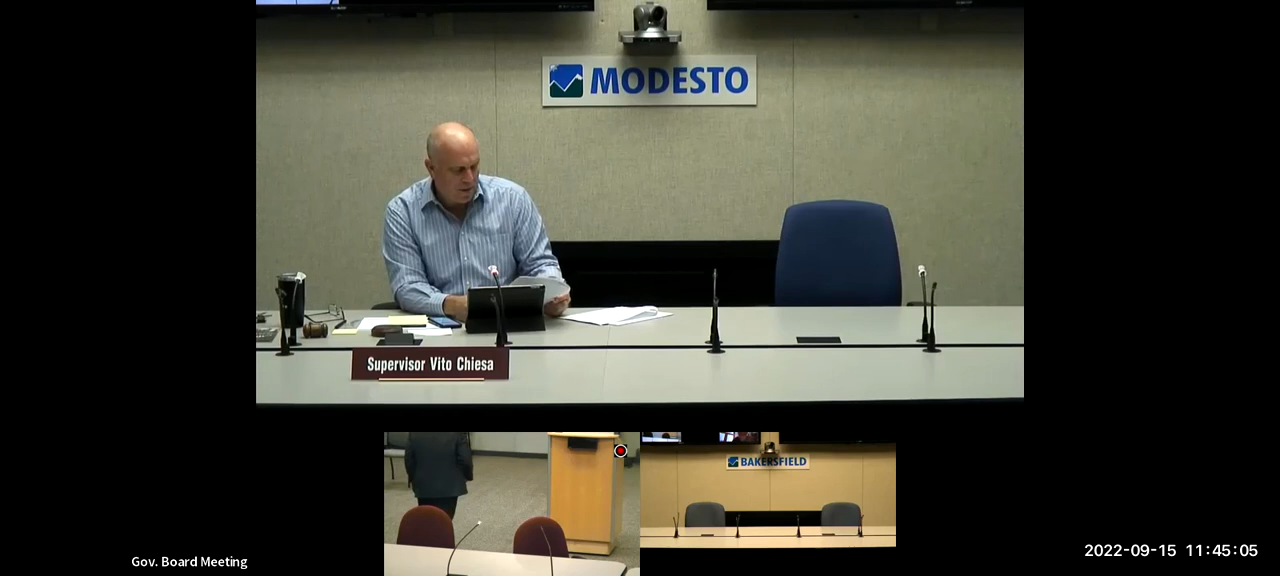 MODESTO
Supervisor Vito Chiesa
BAKERSFIELD
Gov. Board Meeting
2022-09-15 11:45:05